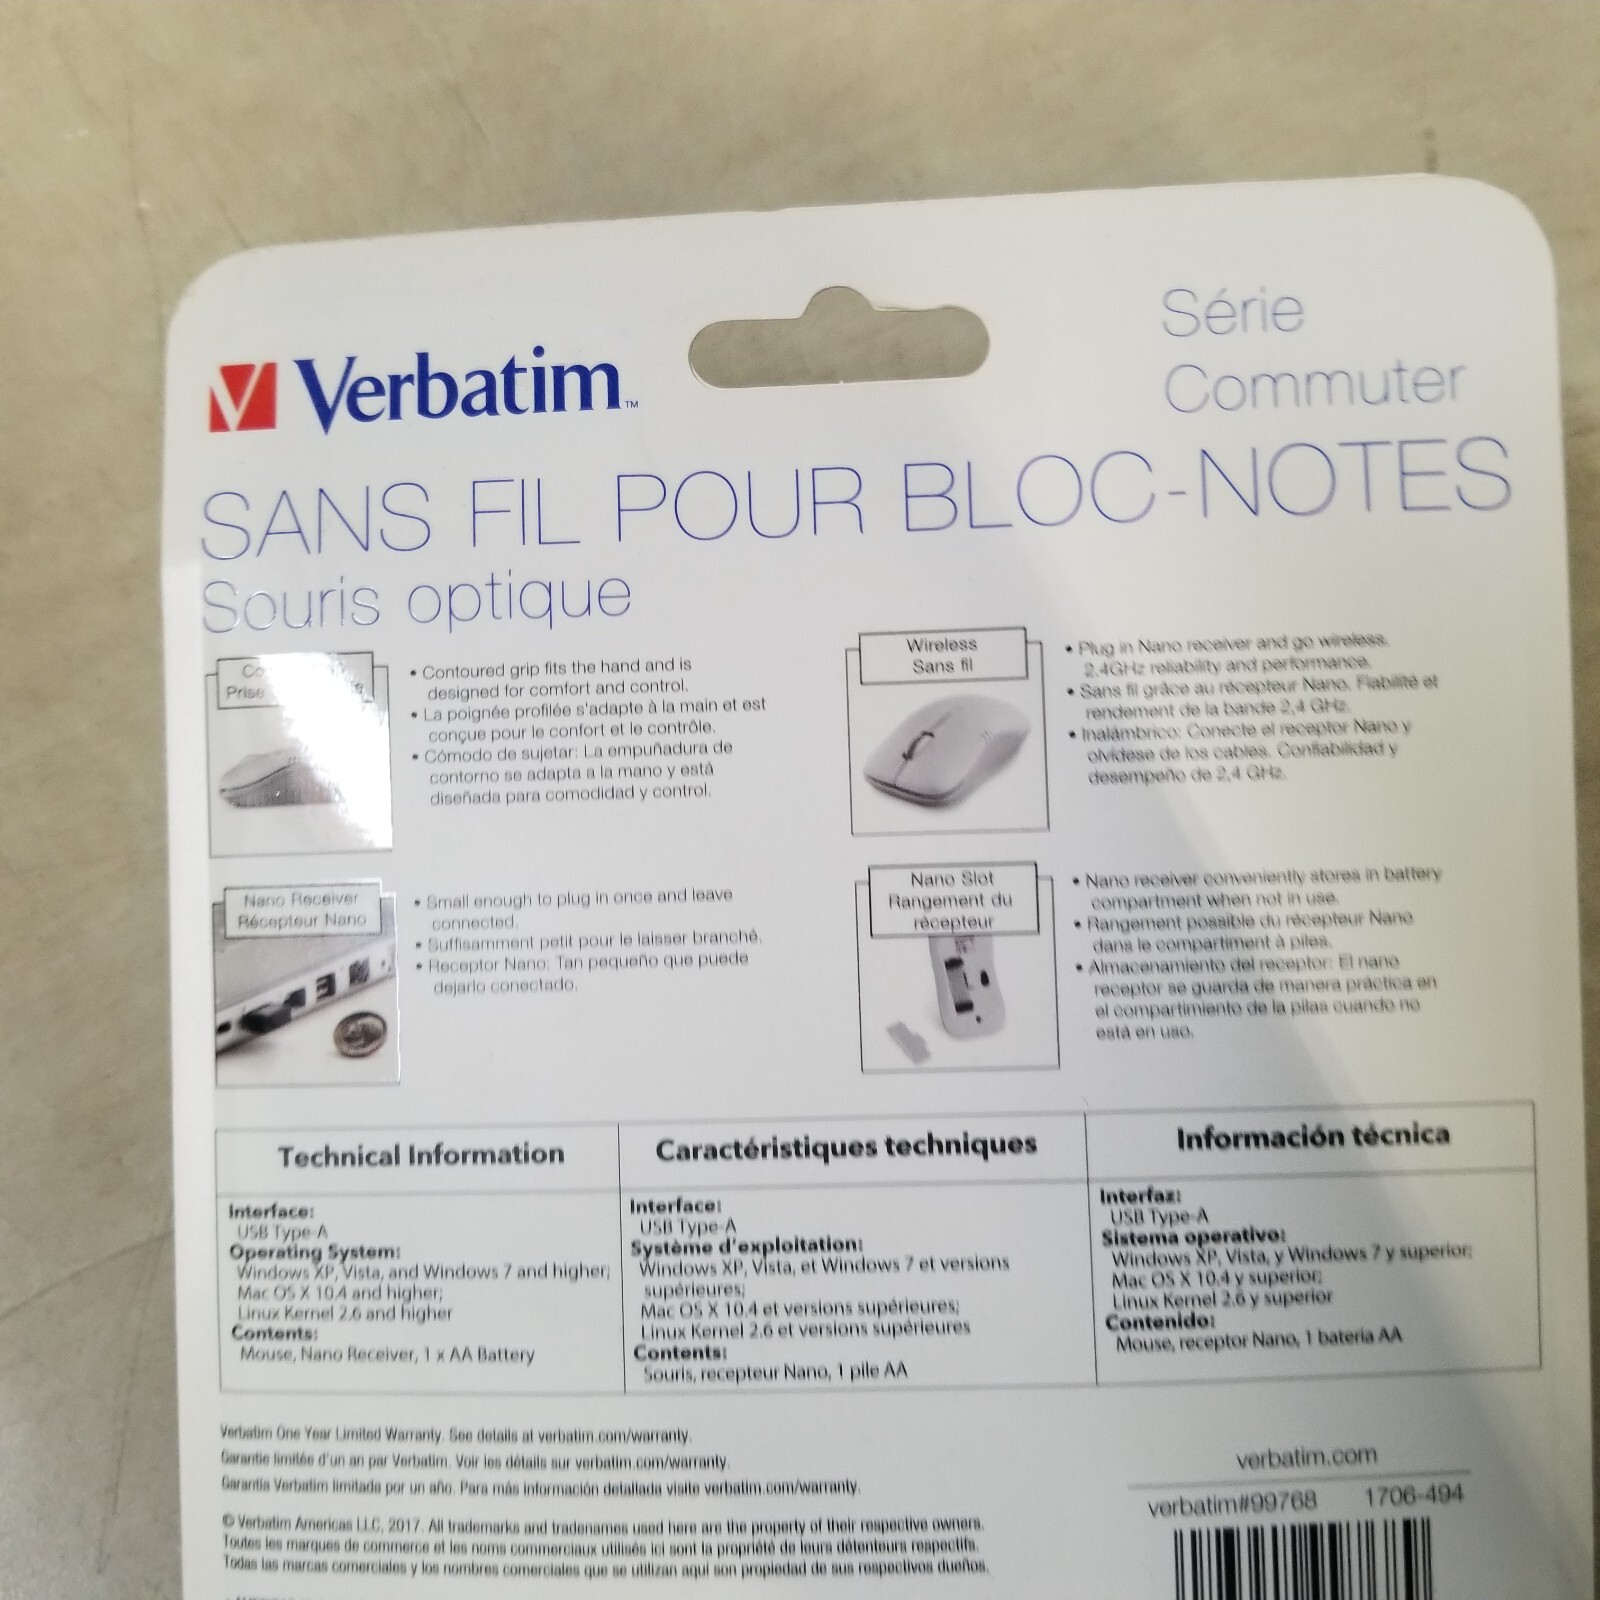 Verbatim™
Série
Commuter
SANS FIL POUR BLOC-NOTES
Souris optique
Prise
• Contoured grip fits the hand and is
designed for comfort and control.
• La poignée profilée s'adapte à la main et est
conçue pour le confort et le contrôle.
• Cómodo de sujetar: La empuñadura de
contorno se adapta a la mano y está
diseñada para comodidad y control.
Wireless
Sans fil
• Plug in Nano receiver and go wireless.
2.4GHz reliability and performance.
• Sans fil grâce au récepteur Nano. Fiabilité et
rendement de la bande 2,4 GHz.
• Inalámbrico: Conecte el receptor Nano y
olvídese de los cables. Confiabilidad y
desempeño de 2,4 GHz.
Nano Receiver
Récepteur Nano
• Small enough to plug in once and leave
connected.
• Suffisamment petit pour le laisser branché.
• Receptor Nano: Tan pequeño que puede
dejarlo conectado.
Nano Slot
Rangement du
récepteur
• Nano receiver conveniently stores in battery
compartment when not in use.
• Rangement possible du récepteur Nano
dans le compartiment à piles.
• Almacenamiento del receptor: El nano
receptor se guarda de manera práctica en
el compartimiento de la pilas cuando no
está en uso.
Technical Information
Interface:
USB Type-A
Operating System:
Windows XP, Vista, and Windows 7 and higher;
Mac OS X 10.4 and higher;
Linux Kernel 2.6 and higher
Contents:
Mouse, Nano Receiver, 1 x AA Battery
Caractéristiques techniques
Interface:
USB Type-A
Système d'exploitation:
Windows XP, Vista, et Windows 7 et versions
supérieures;
Mac OS X 10.4 et versions supérieures;
Linux Kernel 2.6 et versions supérieures
Contents:
Souris, recepteur Nano, 1 pile AA
Información técnica
Interfaz:
USB Type-A
Sistema operativo:
Windows XP, Vista, y Windows 7 y superior;
Mac OS X 10.4 y superior;
Linux Kernel 2.6 y superior
Contenido:
Mouse, receptor Nano, 1 bateria AA
Verbatim One Year Limited Warranty. See details at verbatim.com/warranty.
Garantie limitée d'un an par Verbatim. Voir les détails sur verbatim.com/warranty.
Garantía Verbatim limitada por un año. Para más información detallada visite verbatim.com/warranty.
© Verbatim Americas LLC, 2017. All trademarks and tradenames used here are the property of their respective owners.
Toutes les marques de commerce et les noms commerciaux utilisés ici sont la propriété de leurs détenteurs respectifs.
Todas las marcas comerciales y los nombres comerciales que se utilizan aquí son propiedad de sus respectivos dueños.
verbatim.com
verbatim#99768 1706-494